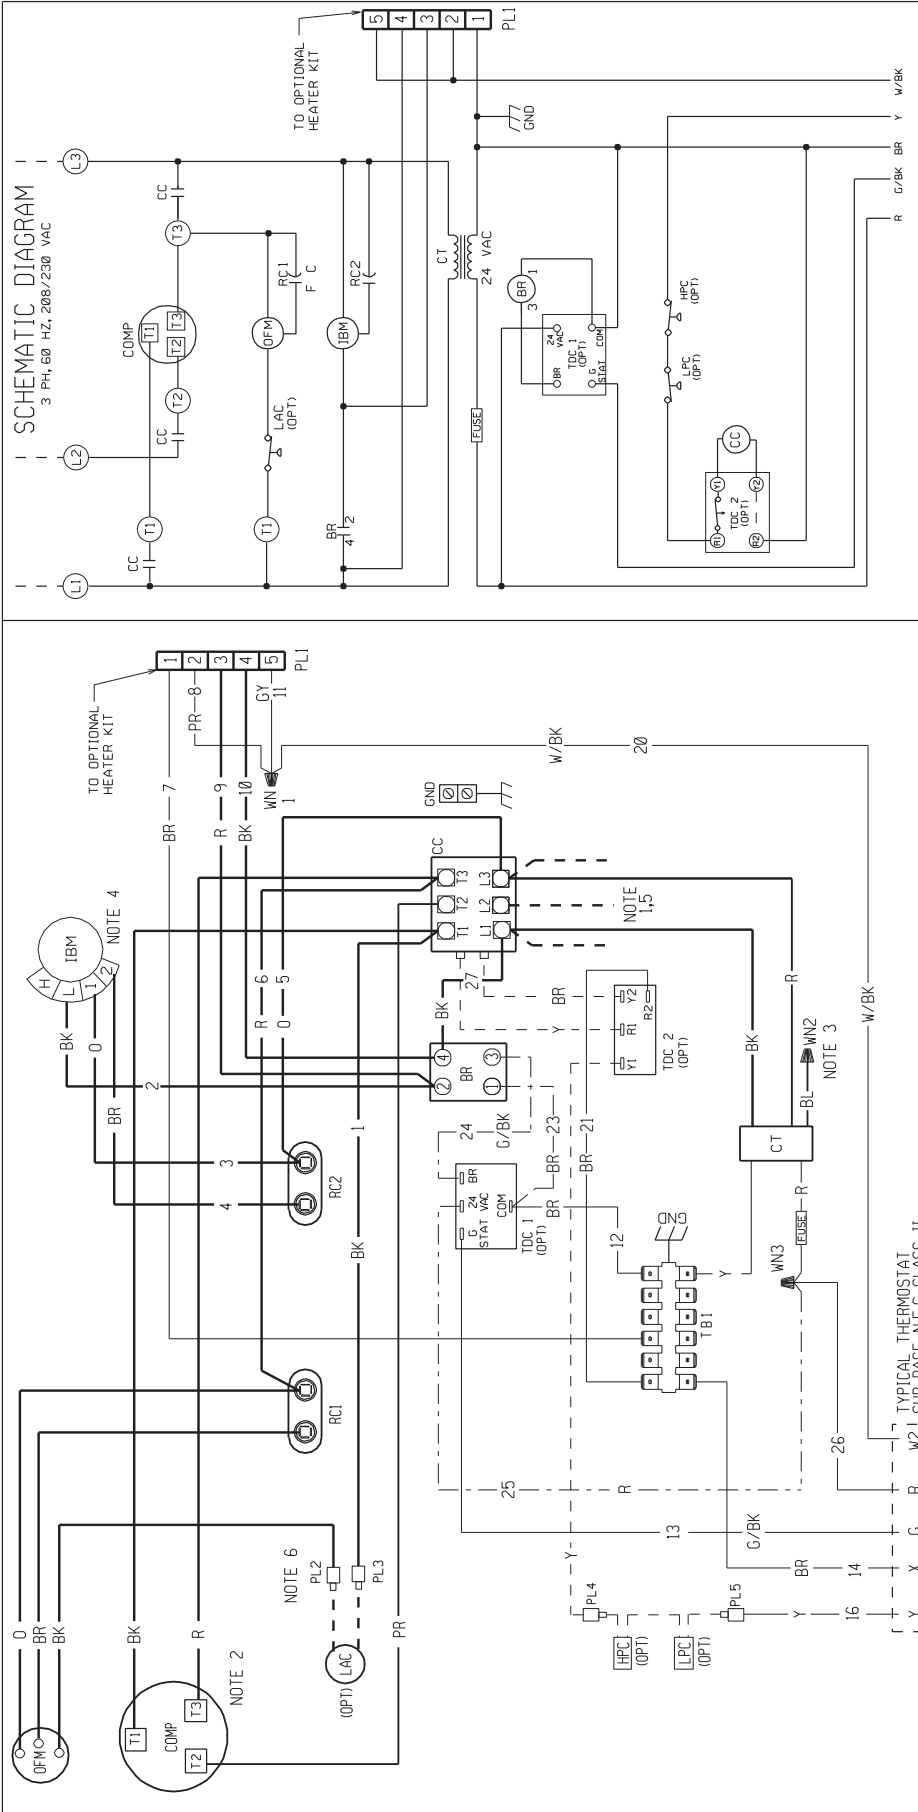 SCHEMATIC DIAGRAM
3 PH, 60 HZ, 208/230 VAC
L1
L2
L3
CC
T1
COMP
T1
T2
T3
CC
T2
T3
CC
T1
LAC
(OPT)
OFM
RC1
F C
BR
4 2
IBM
RC2
CT
24 VAC
FUSE
TO OPTIONAL
HEATER KIT
5
4
3
2
1
PL1
GND
BR
3 1
BR
24
VAC
TDC 1
(OPT)
G
STAT
COM
LPC
(OPT)
HPC
(OPT)
CC
R1
Y1
TDC 2
(OPT)
R2
Y2
W/BK
Y
BR
G/BK
R
OFM
O
BR
BK
COMP
T1
T2
T3
NOTE 2
BK
R
PR
NOTE 6
PL2
PL3
LAC
(OPT)
RC1
RC2
IBM
H
L
1
2
NOTE 4
BK
O
BR
2
3
4
1
BK
R
6
O
5
TO OPTIONAL
HEATER KIT
1
2
3
4
5
PL1
BR
7
PR
8
R
9
BK
10
GY
11
WN
1
W/BK
20
GND
CC
T1
T2
T3
L1
L2
L3
NOTE
1,5
BK
27
BR
4
3
2
1
Y
BR
Y1
R1
Y2
R2
TDC 2
(OPT)
24
G/BK
BR
23
BR
21
BR
24
VAC
G
STAT
COM
TDC 1
(OPT)
BR
12
GND
TB1
Y
CT
BK
R
BL
WN2
NOTE 3
W/BK
R
FUSE
WN3
25
R
26
13
G/BK
BR
14
Y
PL4
HPC
(OPT)
LPC
(OPT)
PL5
Y
16
TYPICAL THERMOSTAT
Y
X
G
R
W2